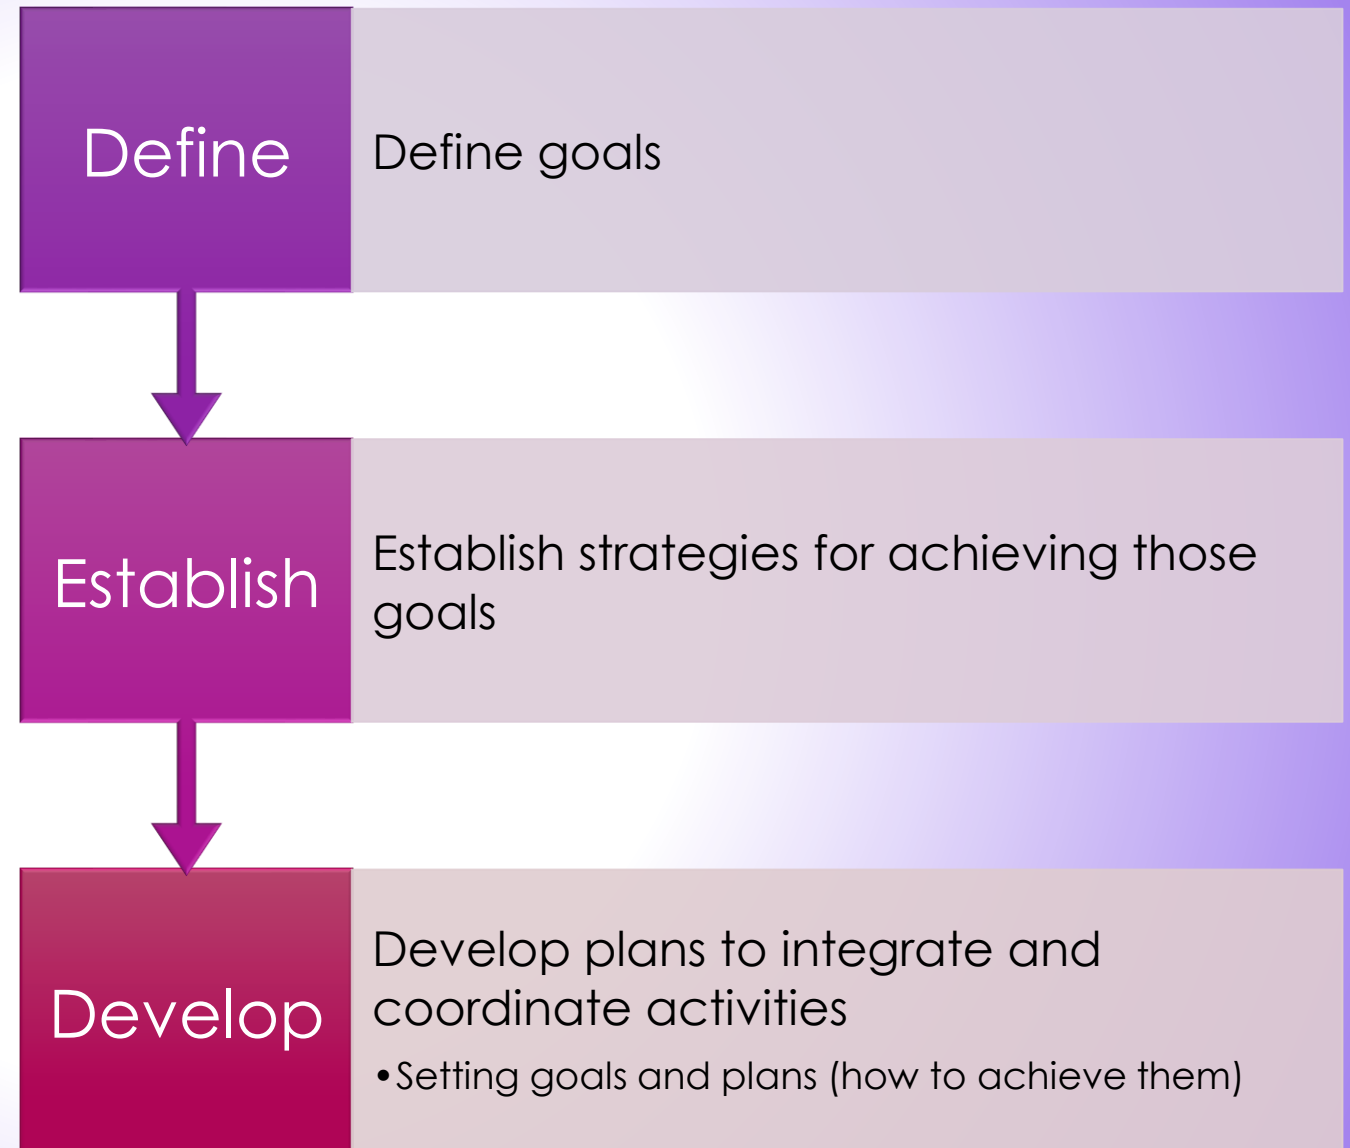 Define
Define goals
Establish
Establish strategies for achieving those
goals
Develop
Develop plans to integrate and
coordinate activities
•Setting goals and plans (how to achieve them)